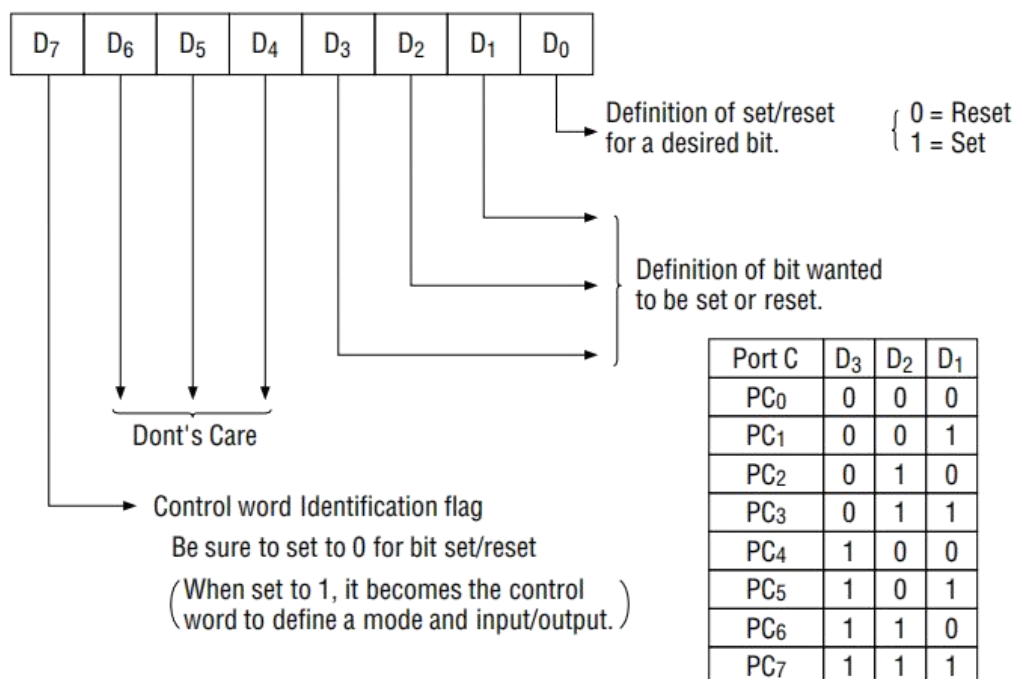 D7 D6 D5 D4 D3 D2 D1 D0
Definition of set/reset
for a desired bit.
0 = Reset
1 = Set
Definition of bit wanted
to be set or reset.
Dont's Care
Control word Identification flag
Be sure to set to 0 for bit set/reset
(When set to 1, it becomes the control
word to define a mode and input/output.)
Port C D3 D2 D1
PC0 0 0 0
PC1 0 0 1
PC2 0 1 0
PC3 0 1 1
PC4 1 0 0
PC5 1 0 1
PC6 1 1 0
PC7 1 1 1